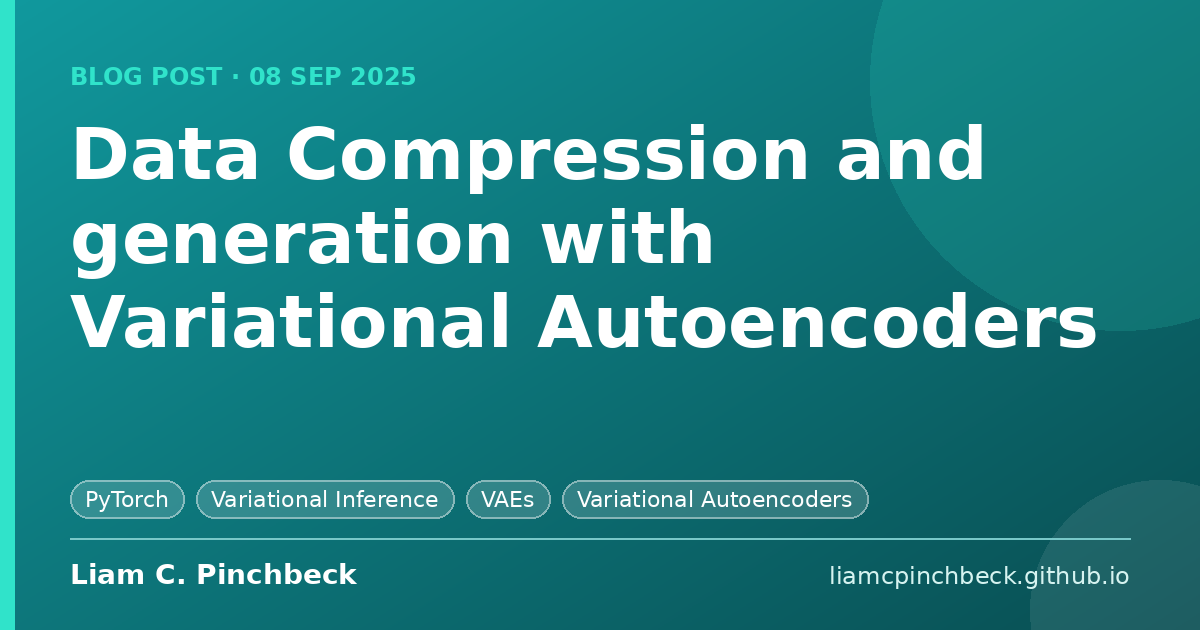 BLOG POST · 08 SEP 2025
Data Compression and
generation with
Variational Autoencoders
PyTorch Variational Inference VAEs Variational Autoencoders
Liam C. Pinchbeck liamcpinchbeck.github.io